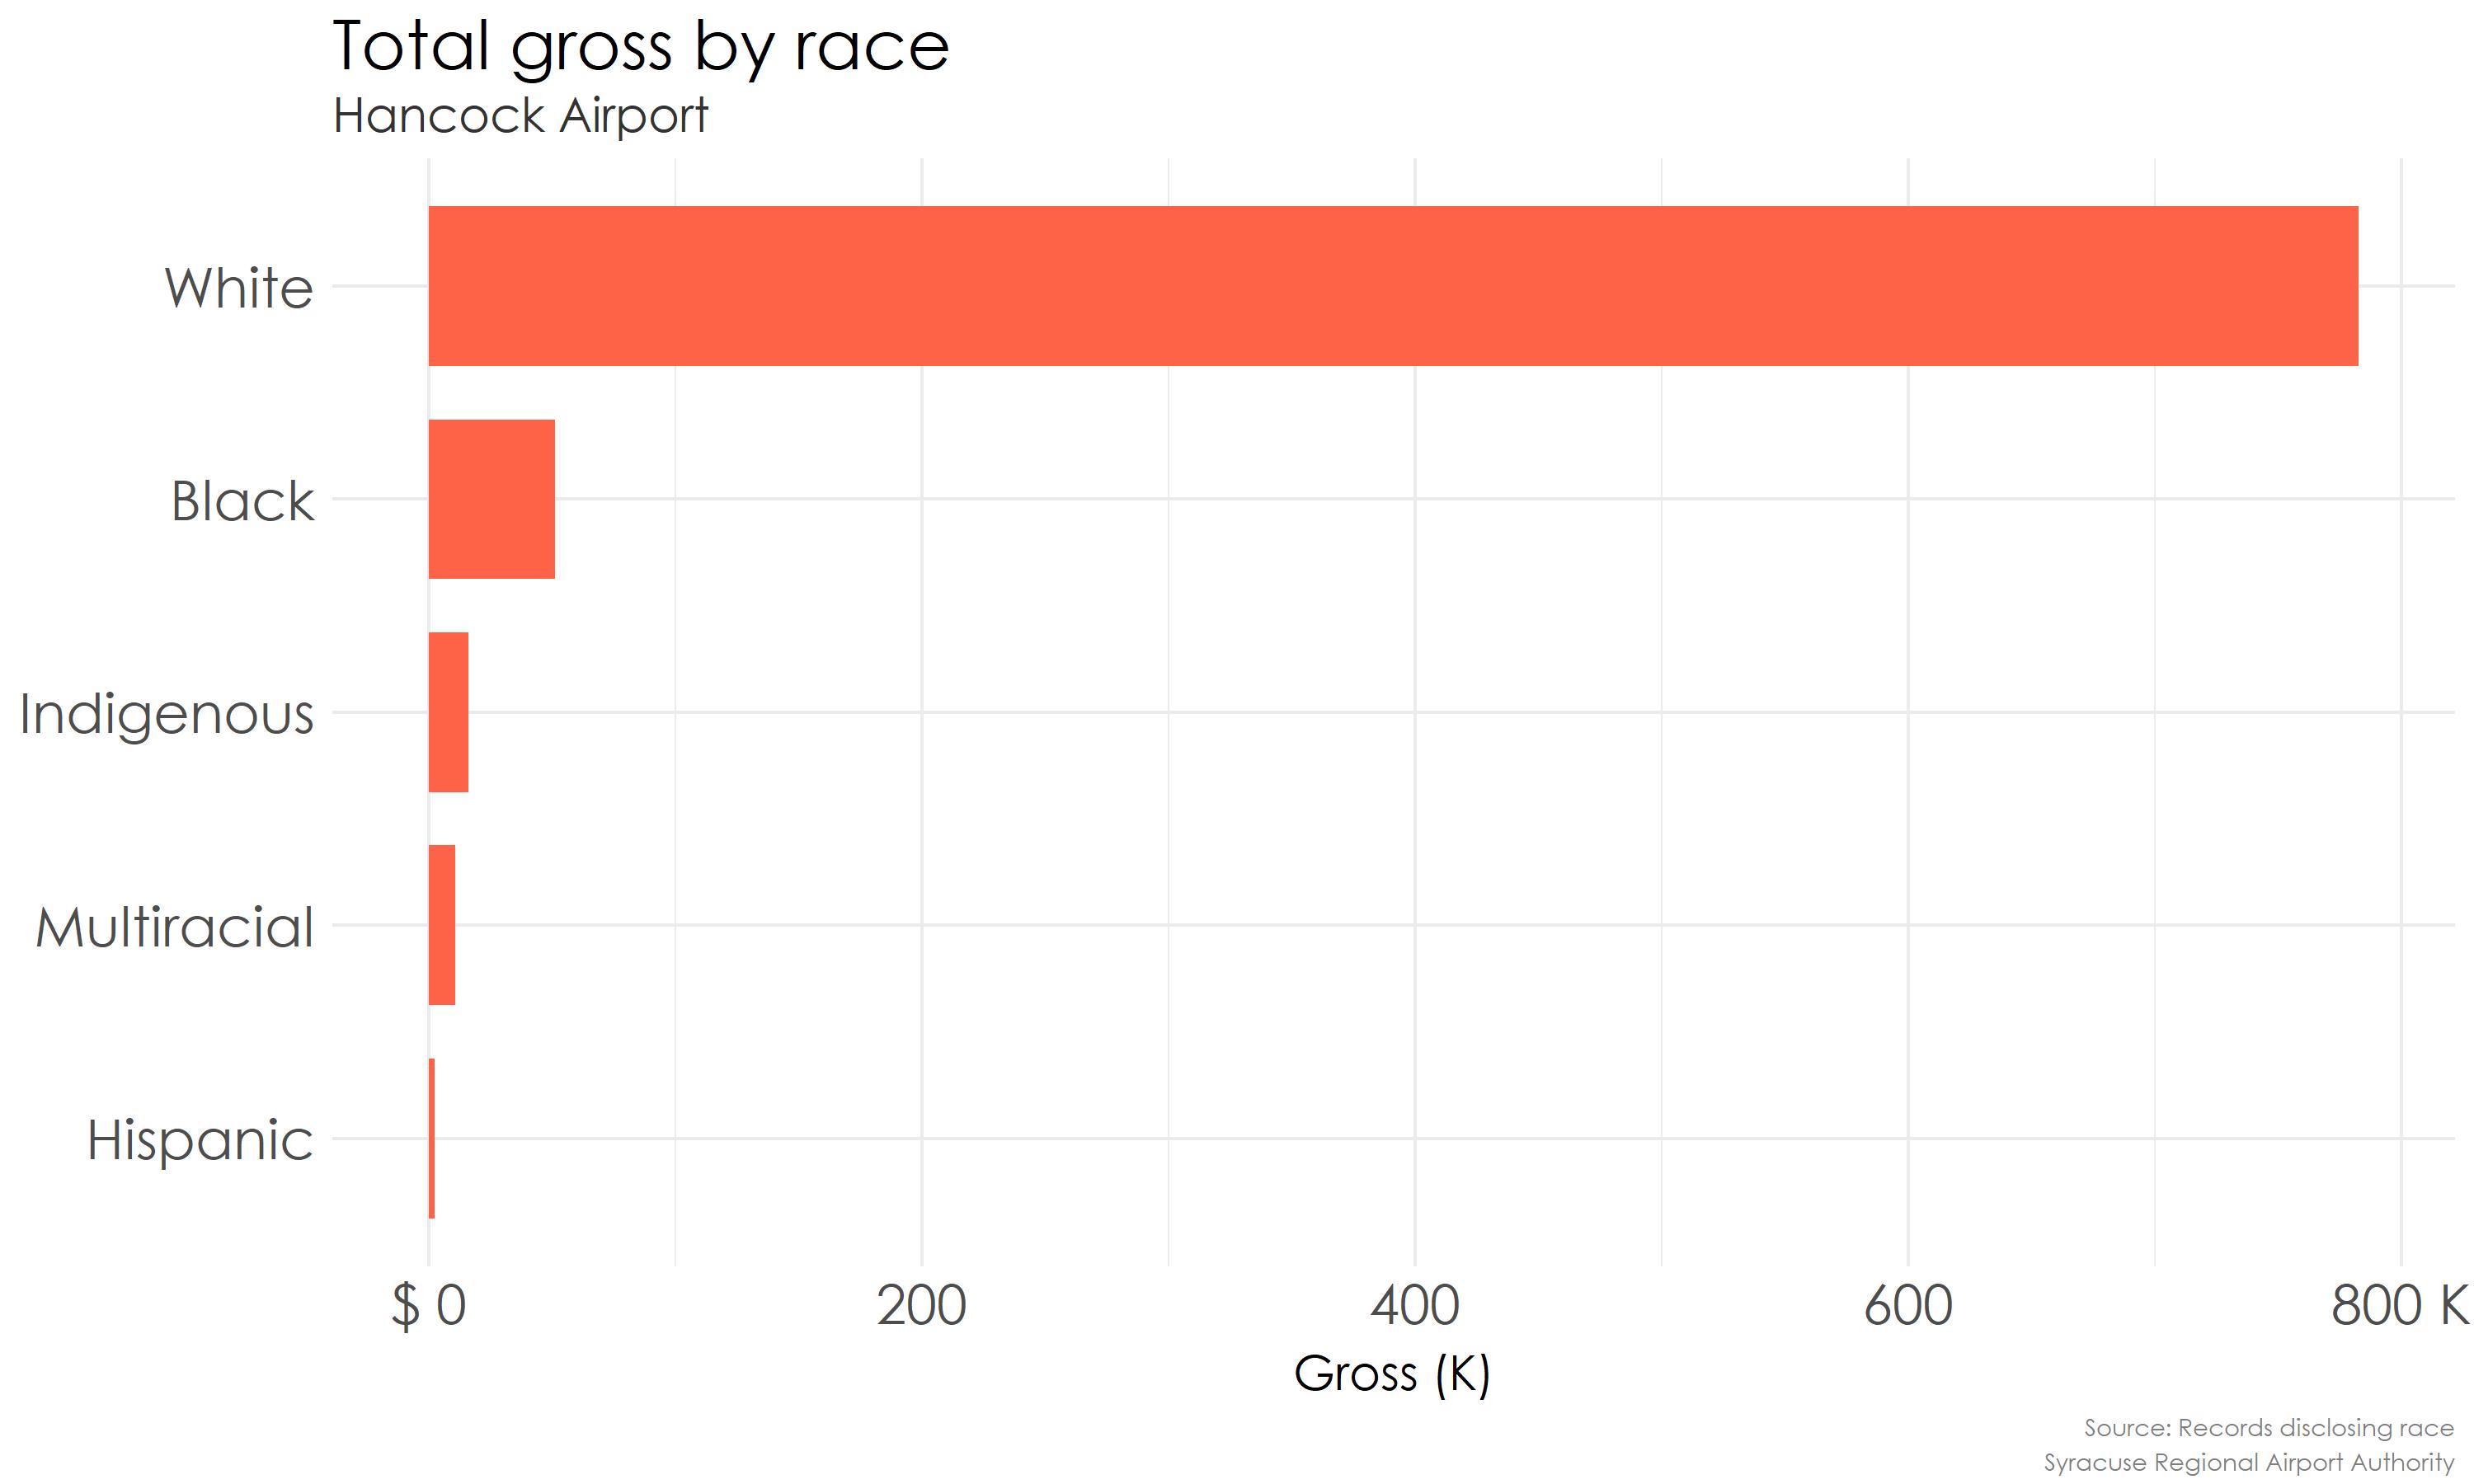 Total gross by race
Hancock Airport
White
Black
Indigenous
Multiracial
Hispanic
$ 0 200 400 600 800 K
Gross (K)
Source: Records disclosing race
Syracuse Regional Airport Authority